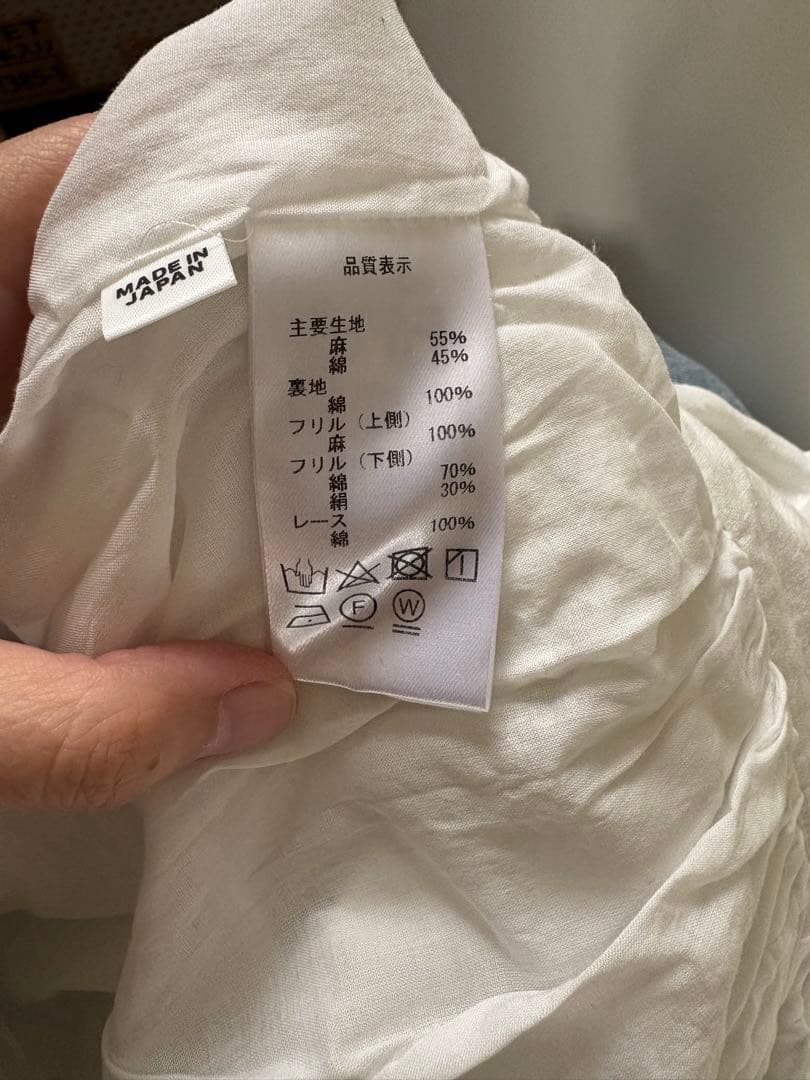 ET
MADE IN
JAPAN
品質表示
主要生地
麻 55%
綿 45%
裏地
綿 100%
フリル（上側）
麻 100%
フリル（下側）
綿 70%
絹 30%
レース
綿 100%
F W